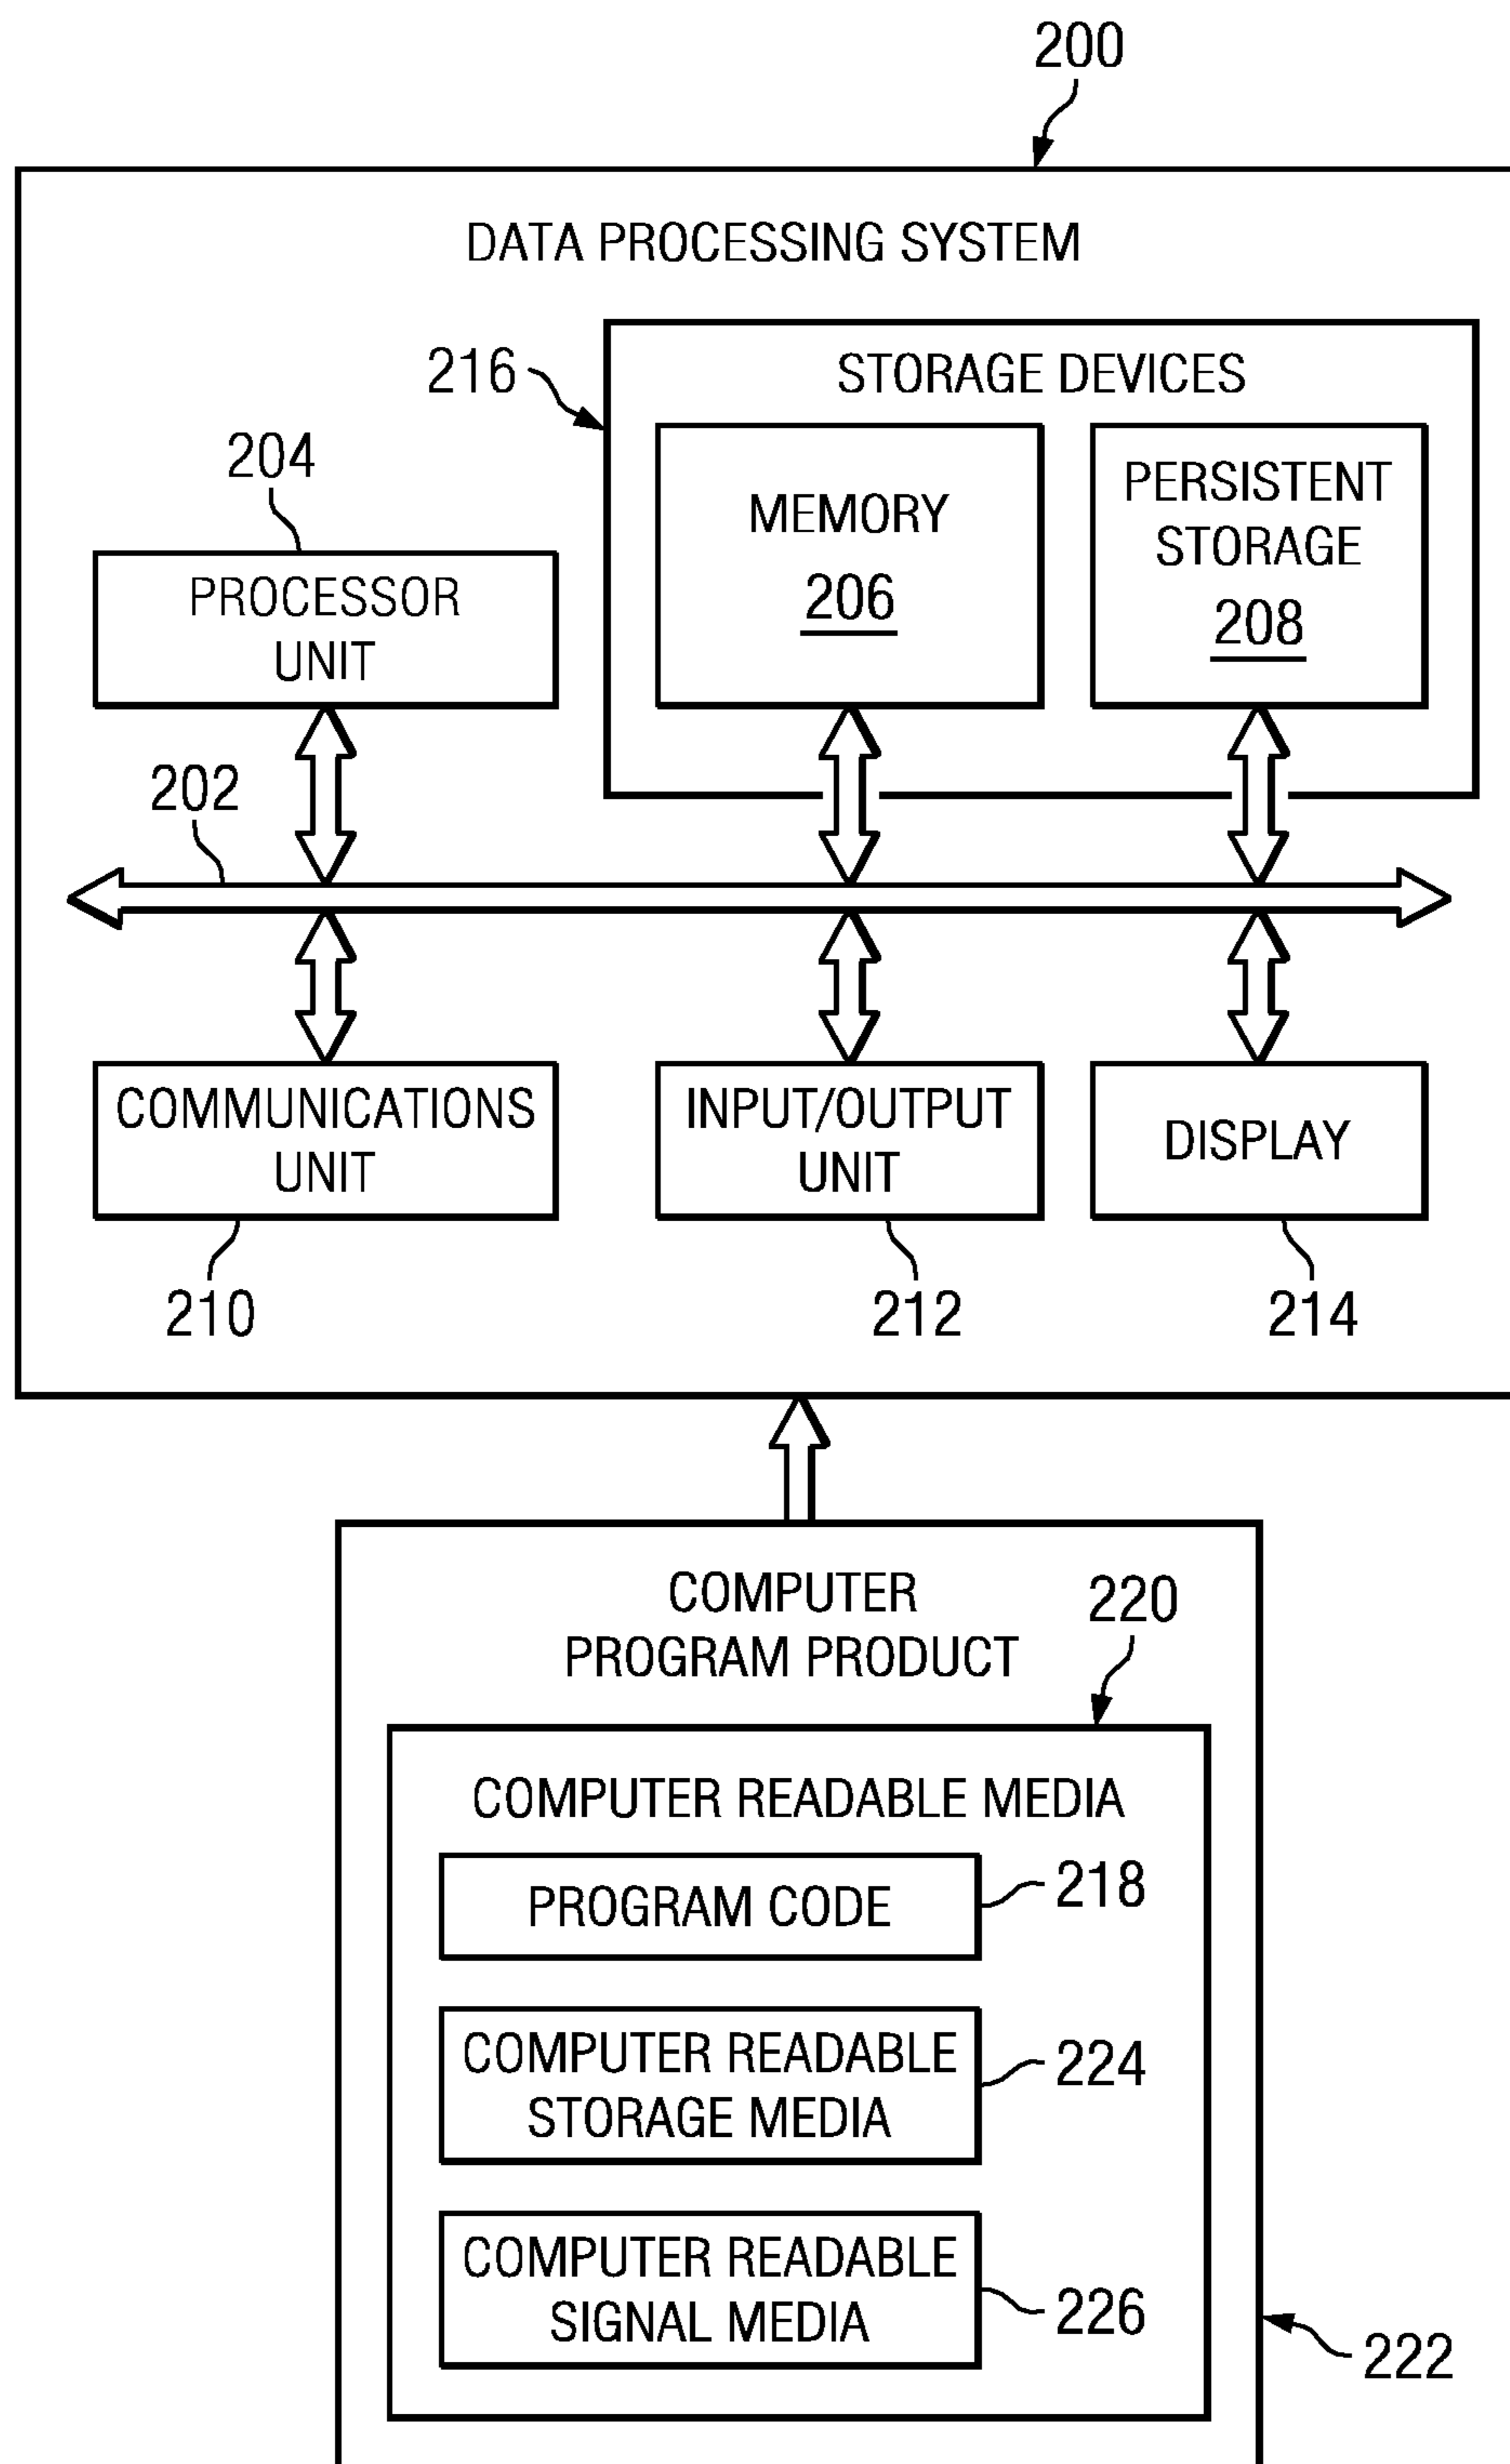 200
DATA PROCESSING SYSTEM
216
STORAGE DEVICES
204
MEMORY
206
PERSISTENT
STORAGE
208
PROCESSOR
UNIT
202
COMMUNICATIONS
UNIT
INPUT/OUTPUT
UNIT
DISPLAY
210
212
214
COMPUTER
PROGRAM PRODUCT
220
COMPUTER READABLE MEDIA
PROGRAM CODE
218
COMPUTER READABLE
STORAGE MEDIA
224
COMPUTER READABLE
SIGNAL MEDIA
226
222